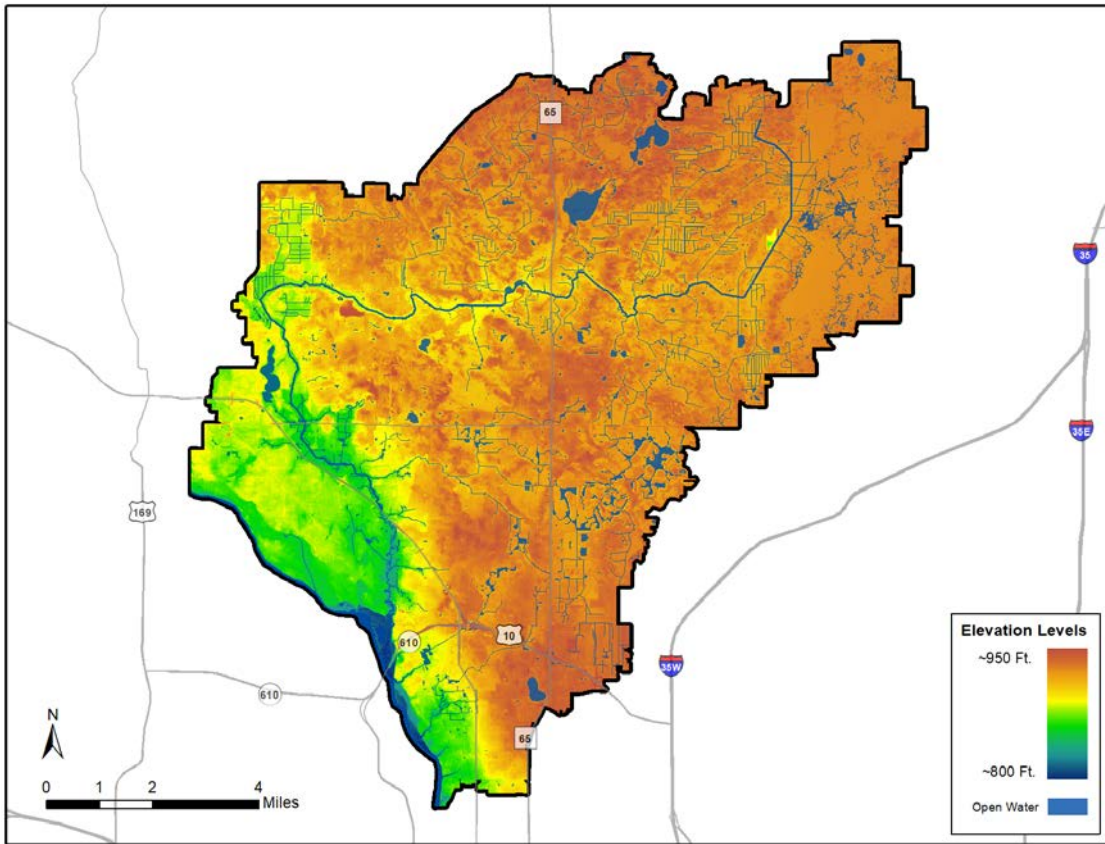 65
35
35E
169
610
10
35W
610
65
N
0 1 2 4
Miles
Elevation Levels
~950 Ft.
~800 Ft.
Open Water